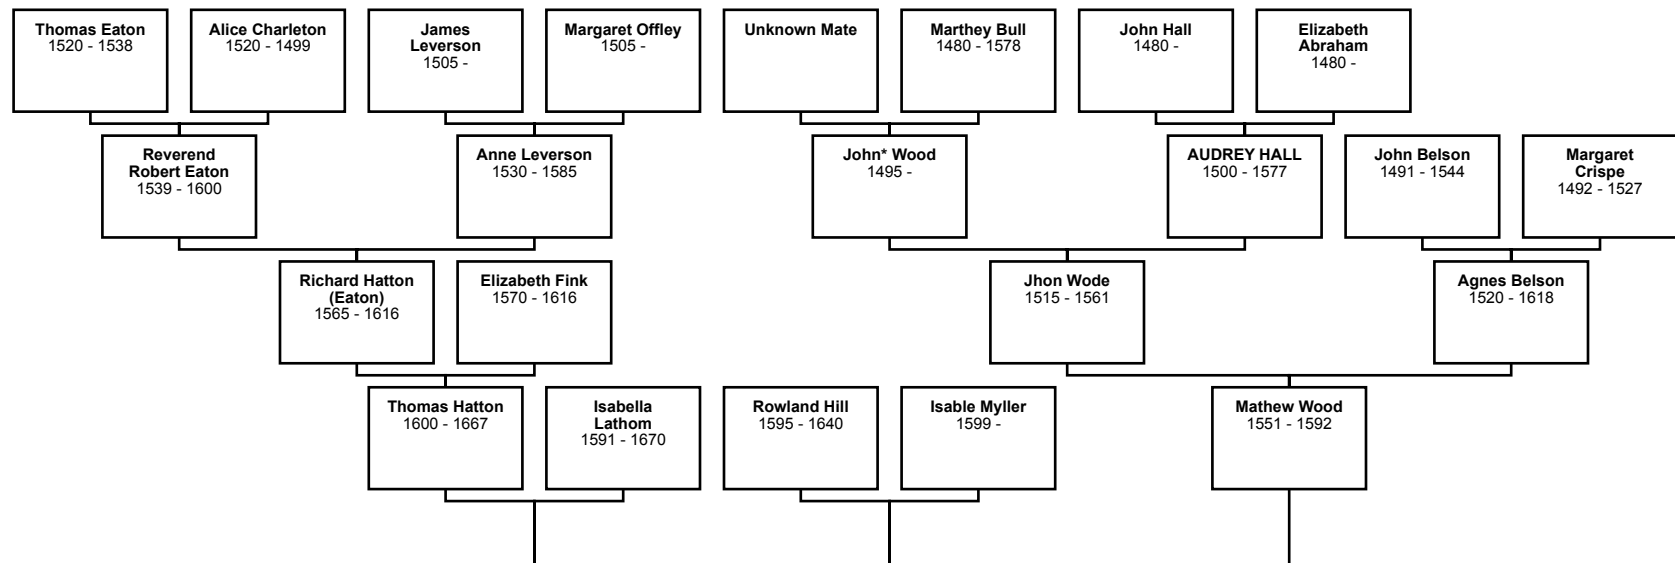 Thomas Eaton
1520 - 1538
Alice Charleton
1520 - 1499
James
Leverson
1505 -
Margaret Offley
1505 -
Unknown Mate
Marthey Bull
1480 - 1578
John Hall
1480 -
Elizabeth
Abraham
1480 -
Reverend
Robert Eaton
1539 - 1600
Anne Leverson
1530 - 1585
John* Wood
1495 -
AUDREY HALL
1500 - 1577
John Belson
1491 - 1544
Margaret
Crispe
1492 - 1527
Richard Hatton
(Eaton)
1565 - 1616
Elizabeth Fink
1570 - 1616
Jhon Wode
1515 - 1561
Agnes Belson
1520 - 1618
Thomas Hatton
1600 - 1667
Isabella
Lathom
1591 - 1670
Rowland Hill
1595 - 1640
Isable Myller
1599 -
Mathew Wood
1551 - 1592